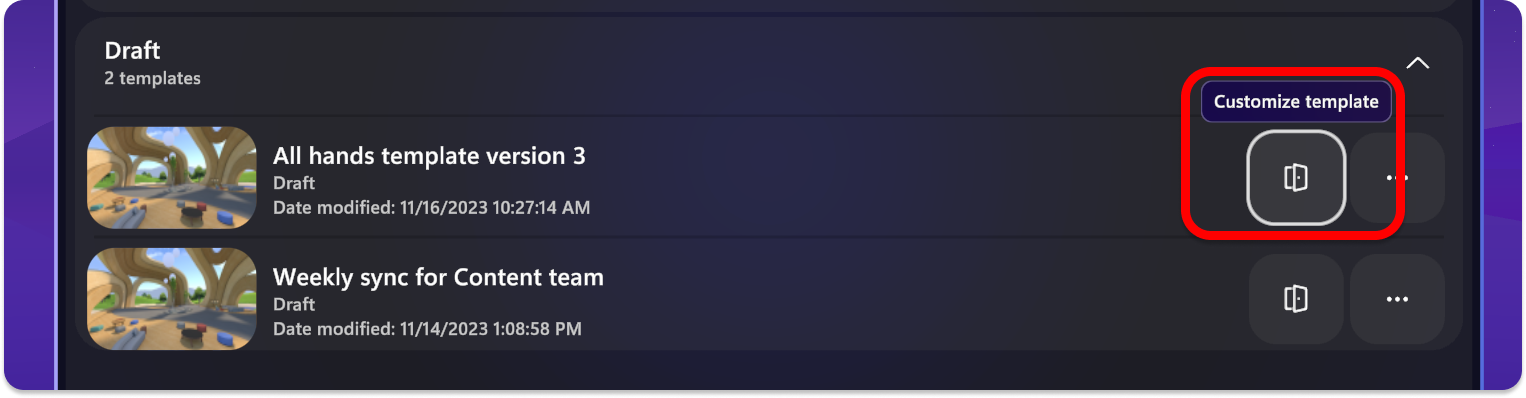 Draft
2 templates
Customize template
All hands template version 3
Draft
Date modified: 11/16/2023 10:27:14 AM
Weekly sync for Content team
Draft
Date modified: 11/14/2023 1:08:58 PM